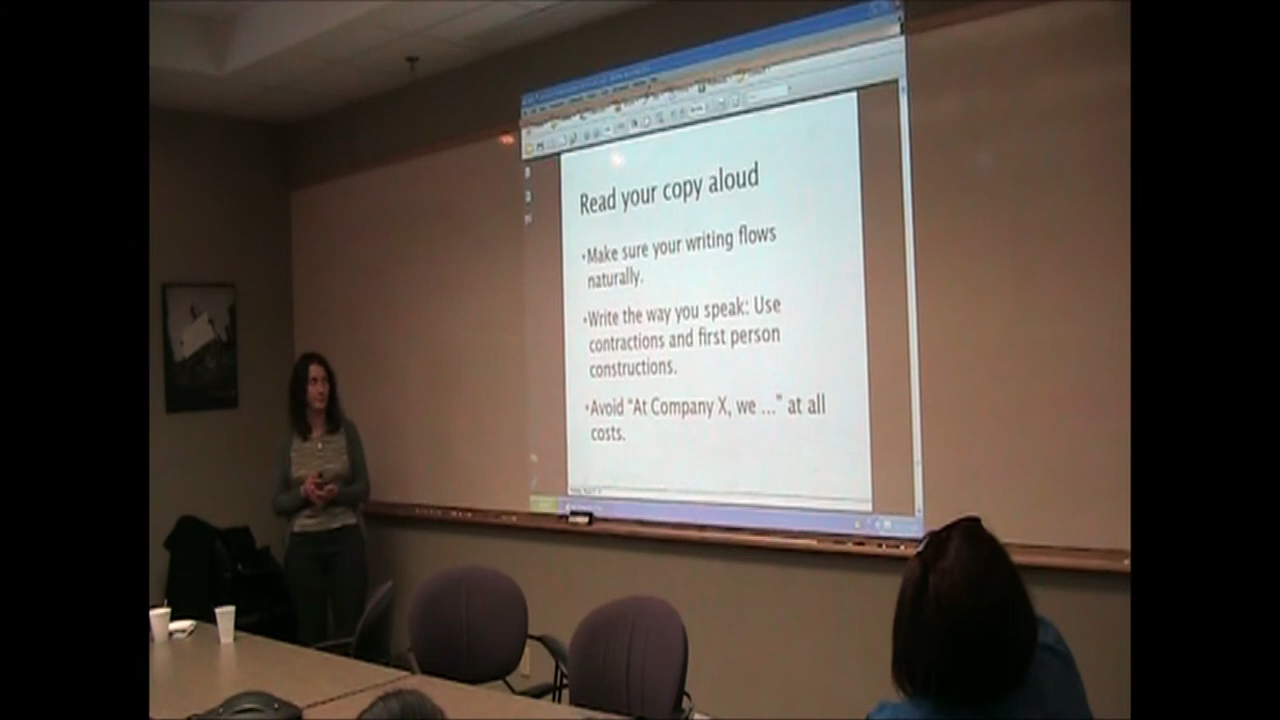 Read your copy aloud
•Make sure your writing flows
naturally.
•Write the way you speak: Use
contractions and first person
constructions.
•Avoid "At Company X, we ..." at all
costs.